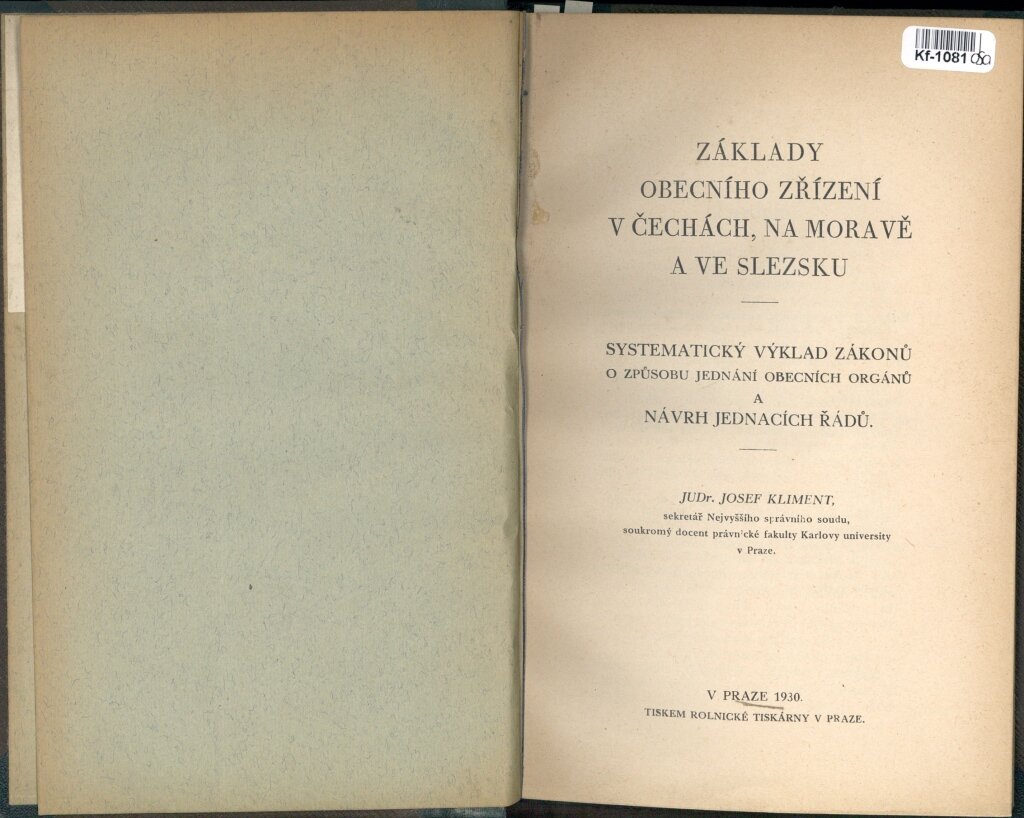 Kf-1081
ZÁKLADY
OBECNÍHO ZŘÍZENÍ
V ČECHÁCH, NA MORAVĚ
A VE SLEZSKU
SYSTEMATICKÝ VÝKLAD ZÁKONŮ
O ZPŮSOBU JEDNÁNÍ OBECNÍCH ORGÁNŮ
A
NÁVRH JEDNACÍCH ŘÁDŮ.
JUDr. JOSEF KLIMENT,
sekretář Nejvyššího správního soudu,
soukromý docent právnické fakulty Karlovy university
v Praze.
V PRAZE 1930.
TISKEM ROLNICKÉ TISKÁRNY V PRAZE.